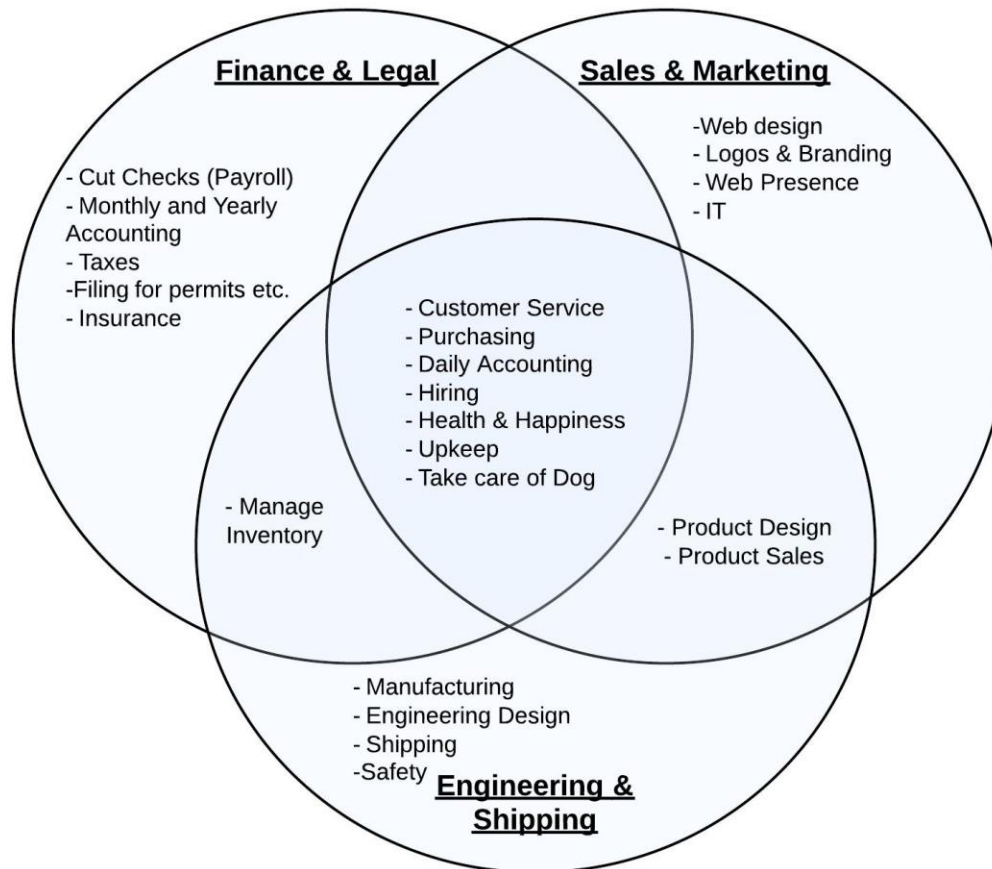 Finance & Legal
Sales & Marketing
- Cut Checks (Payroll)
- Monthly and Yearly
Accounting
- Taxes
-Filing for permits etc.
- Insurance
-Web design
- Logos & Branding
- Web Presence
- IT
- Customer Service
- Purchasing
- Daily Accounting
- Hiring
- Health & Happiness
- Upkeep
- Take care of Dog
- Manage
Inventory
- Product Design
- Product Sales
- Manufacturing
- Engineering Design
- Shipping
-Safety
Engineering &
Shipping